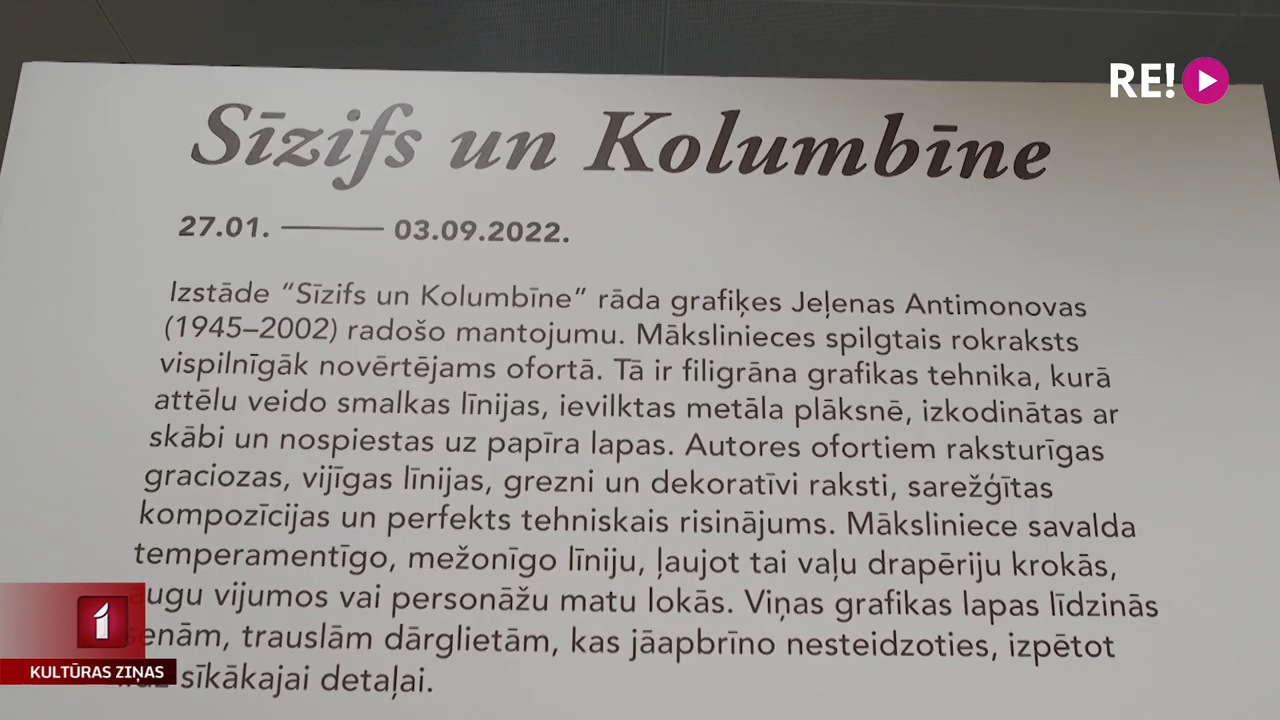 RE!
Sīzifs un Kolumbīne
27.01. — 03.09.2022.
Izstāde “Sīzifs un Kolumbīne” rāda grafiķes Jeļenas Antimonovas
(1945–2002) radošo mantojumu. Mākslinieces spilgtais rokraksts
vispilnīgāk novērtējams ofortā. Tā ir filigrāna grafikas tehnika, kurā
attēlu veido smalkas līnijas, ievilktas metāla plāksnē, izkodinātas ar
skābi un nospiestas uz papīra lapas. Autores ofortiem raksturīgas
graciozas, vijīgas līnijas, grezni un dekoratīvi raksti, sarežģītas
kompozīcijas un perfekts tehniskais risinājums. Māksliniece savalda
temperamentīgo, mežonīgo līniju, ļaujot tai vaļu drapēriju krokās,
vijumos vai personāžu matu lokās. Viņas grafikas lapas līdzinās
trauslām dārglietām, kas jāapbrīno nesteidzoties, izpētot
sīkākajai detaļai.
1
KULTŪRAS ZIŅAS